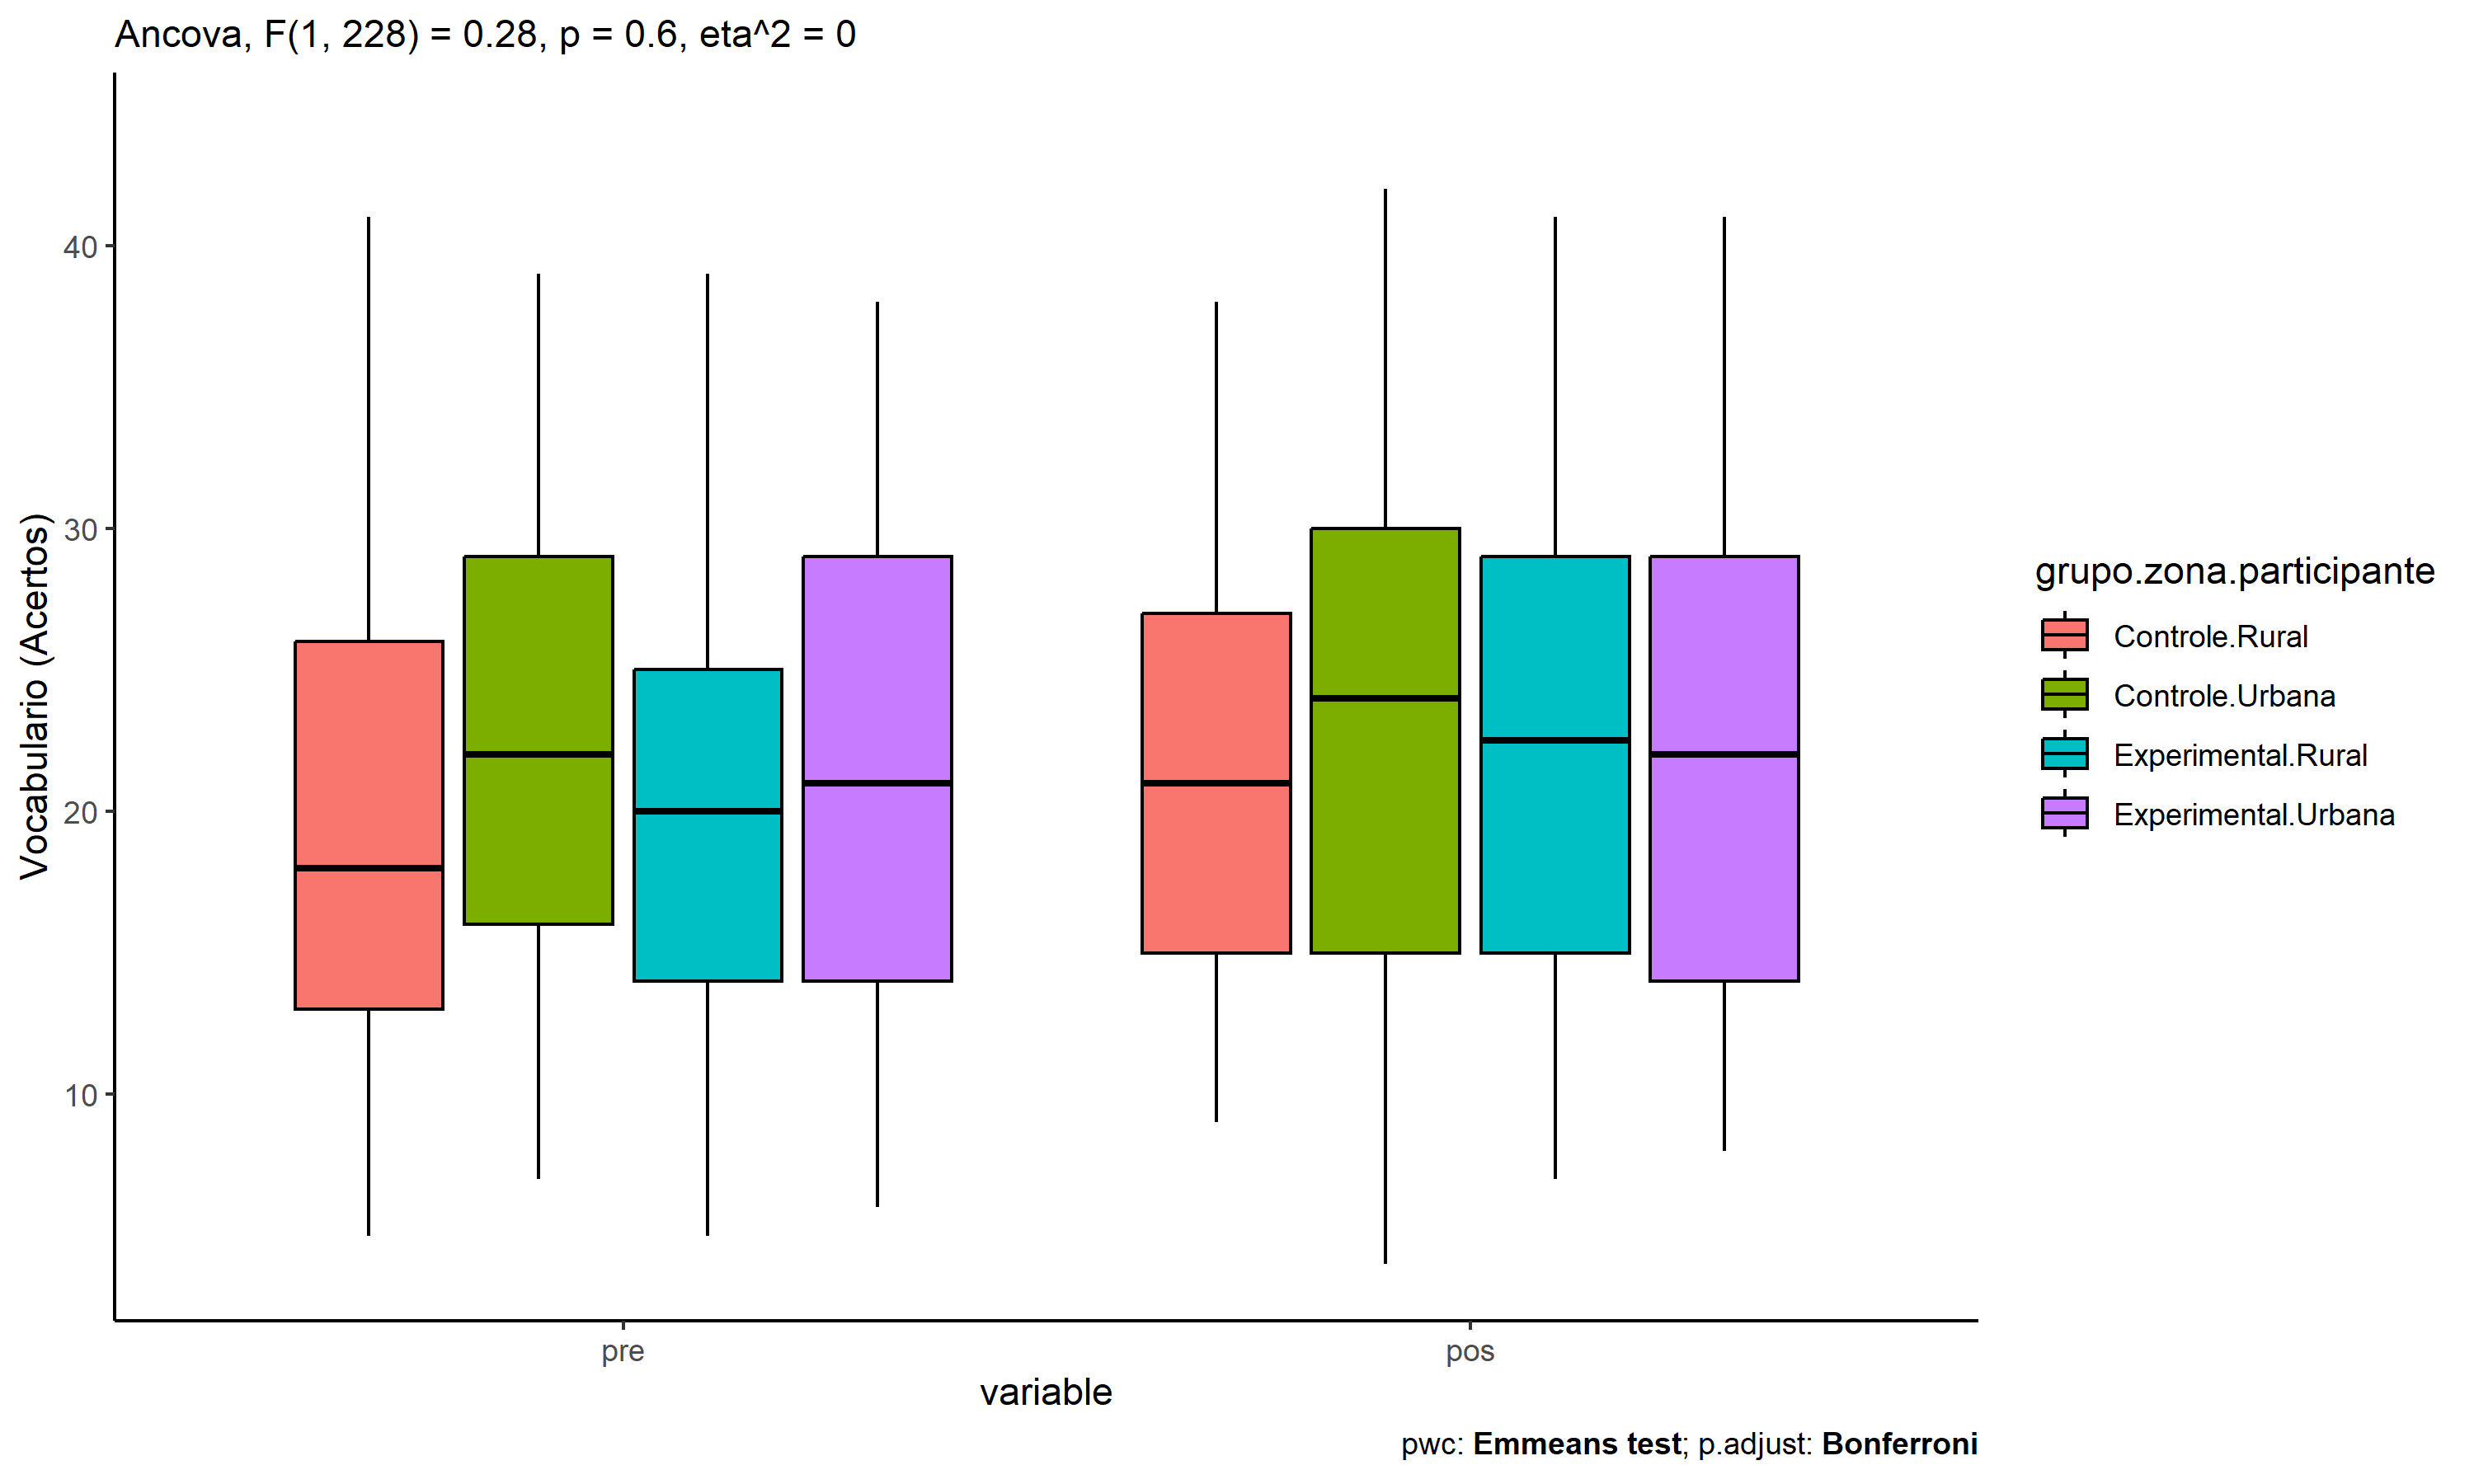 Ancova, F(1, 228) = 0.28, p = 0.6, eta^2 = 0
Vocabulario (Acertos)
40
30
20
10
pre
pos
variable
grupo.zona.participante
Controle.Rural
Controle.Urbana
Experimental.Rural
Experimental.Urbana
pwc: Emmeans test; p.adjust: Bonferroni